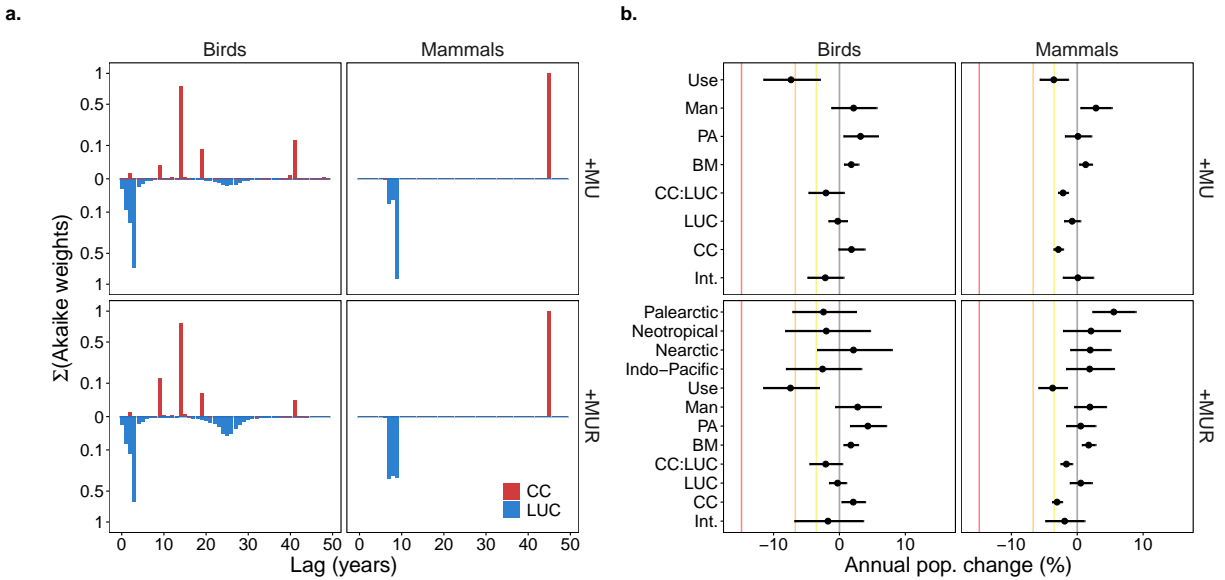 a.
Birds
Mammals
1
0.5
0.1
0
0.1
0.5
1
+MU
1
0.5
0.1
0
0.1
0.5
1
+MUR
CC
LUC
0 10 20 30 40 50 0 10 20 30 40 50
Lag (years)
Σ(Akaike weights)
b.
Birds
Mammals
Use
Man
PA
BM
CC:LUC
LUC
CC
Int.
+MU
Palearctic
Neotropical
Nearctic
Indo−Pacific
Use
Man
PA
BM
CC:LUC
LUC
CC
Int.
+MUR
−10 0 10 −10 0 10
Annual pop. change (%)